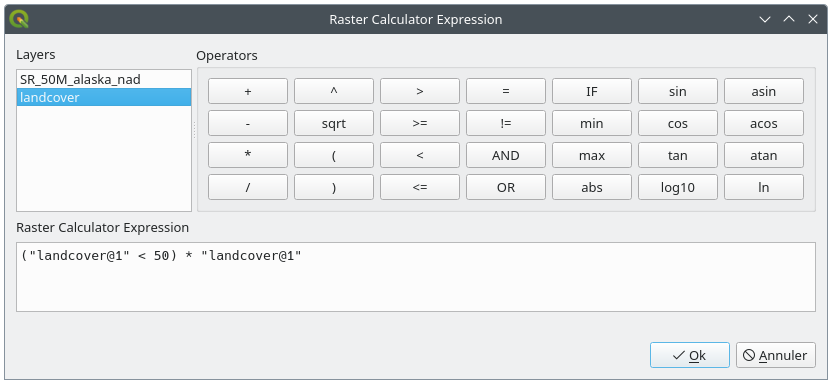 Raster Calculator Expression
Layers
Operators
SR_50M_alaska_nad
landcover
+ ^ > = IF sin asin
- sqrt >= != min cos acos
* ( < AND max tan atan
/ ) <= OR abs log10 ln
Raster Calculator Expression
("landcover@1" < 50) * "landcover@1"
Ok Annuler